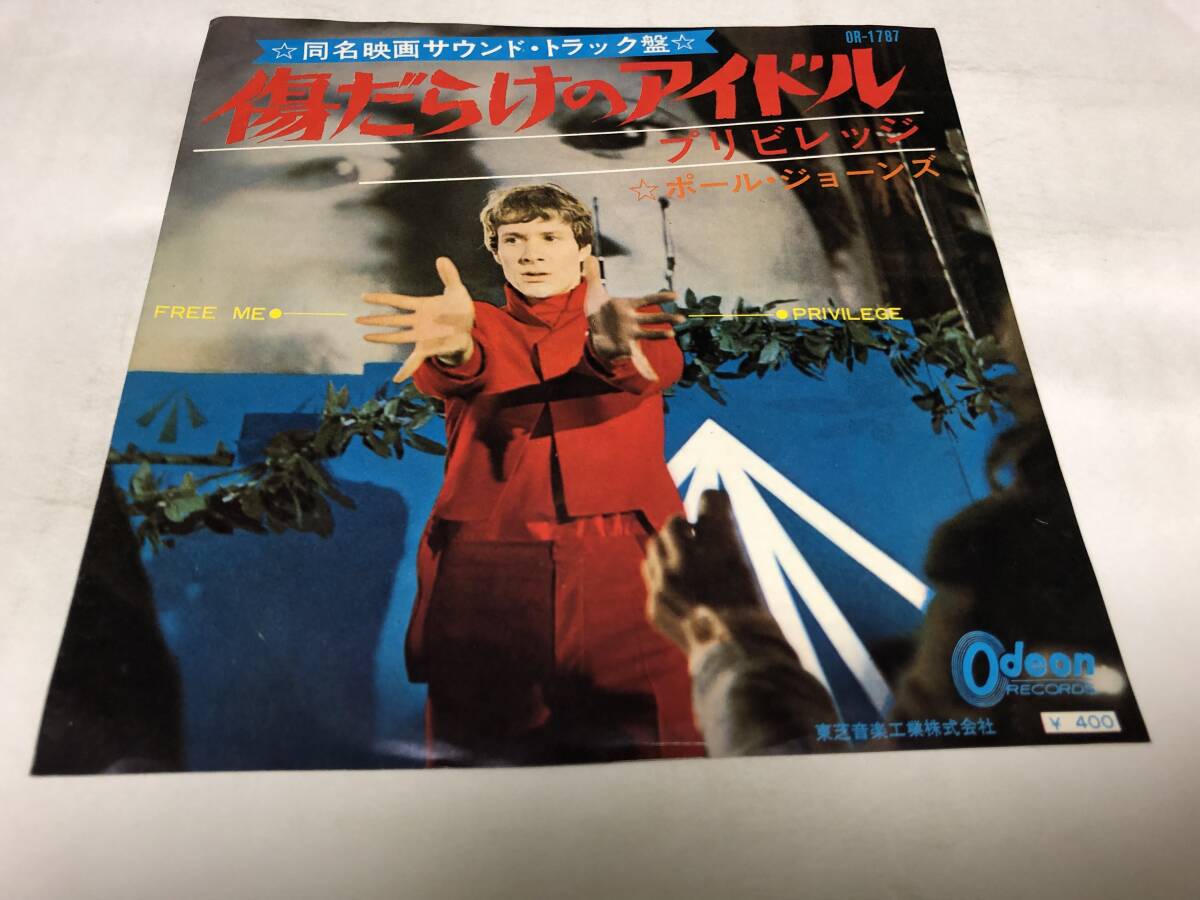 OR-1787
☆同名映画サウンド・トラック盤☆
傷だらけのアイドル
プリビレッジ
☆ポール・ジョーンズ
FREE ME● ●PRIVILEGE
Odeon
RECORDS
¥ 400
東芝音楽工業株式会社